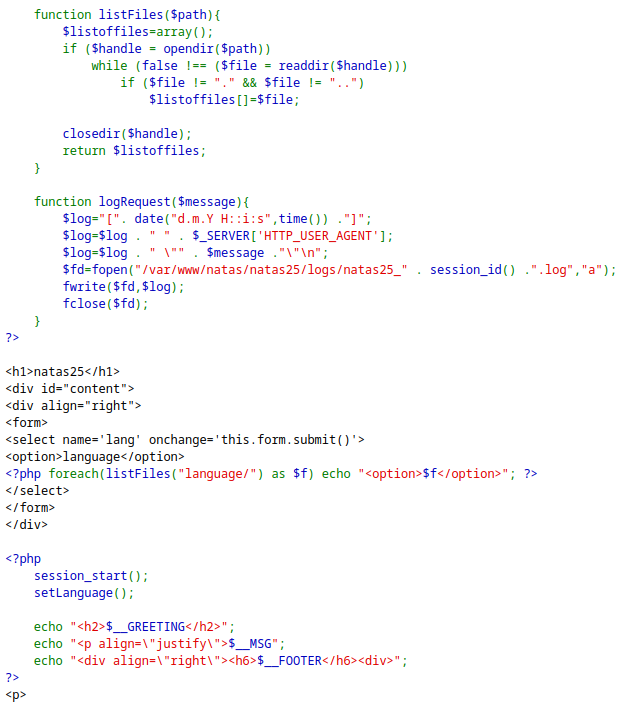 function listFiles($path){
$listoffiles=array();
if ($handle = opendir($path))
while (false !== ($file = readdir($handle)))
if ($file != "." && $file != "..")
$listoffiles[]=$file;
closedir($handle);
return $listoffiles;
}
function logRequest($message){
$log="[". date("d.m.Y H::i:s",time()) ."]";
$log=$log . " " . $_SERVER['HTTP_USER_AGENT'];
$log=$log . " \"" . $message ."\"\n";
$fd=fopen("/var/www/natas/natas25/logs/natas25_" . session_id() .".log","a");
fwrite($fd,$log);
fclose($fd);
}
?>
<h1>natas25</h1>
<div id="content">
<div align="right">
<form>
<select name='lang' onchange='this.form.submit()'>
<option>language</option>
<?php foreach(listFiles("language/") as $f) echo "<option>$f</option>"; ?>
</select>
</form>
</div>
<?php
session_start();
setLanguage();
echo "<h2>$__GREETING</h2>";
echo "<p align=\"justify\">$__MSG";
echo "<div align=\"right\"><h6>$__FOOTER</h6><div>";
?>
<p>